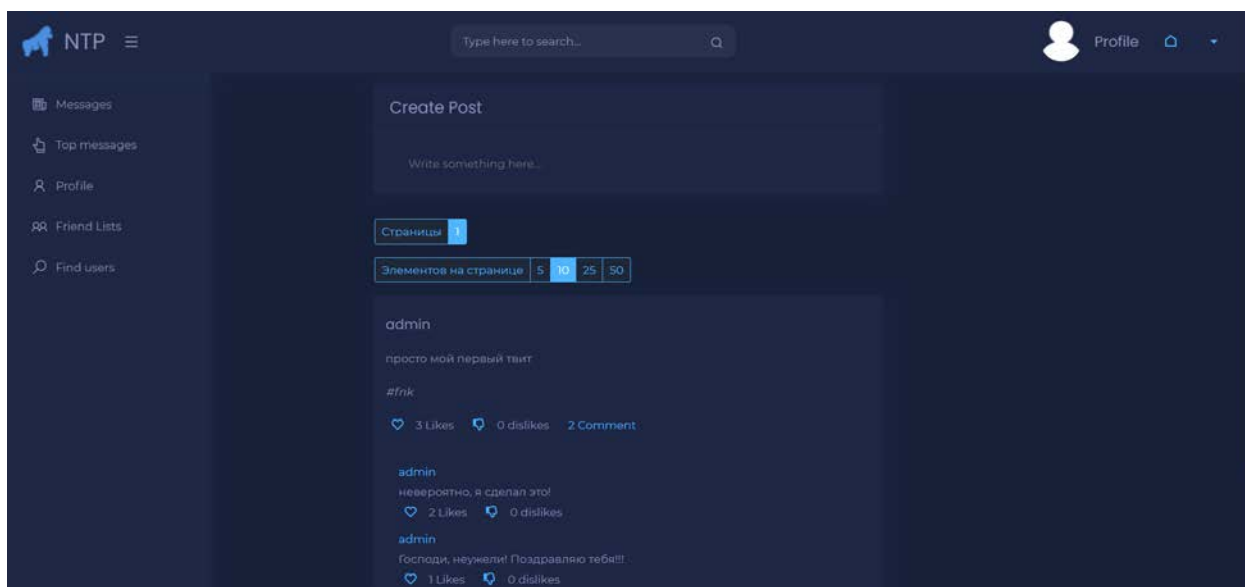 NTP
Type here to search...
Profile
Messages
Top messages
Profile
Friend Lists
Find users
Create Post
Write something here...
Страницы 1
Элементов на странице 5 10 25 50
admin
просто мой первый твит
#fnk
3 Likes 0 dislikes 2 Comment
admin
невероятно, я сделал это!
2 Likes 0 dislikes
admin
Господи, неужели! Поздравляю тебя!!!
1 Likes 0 dislikes